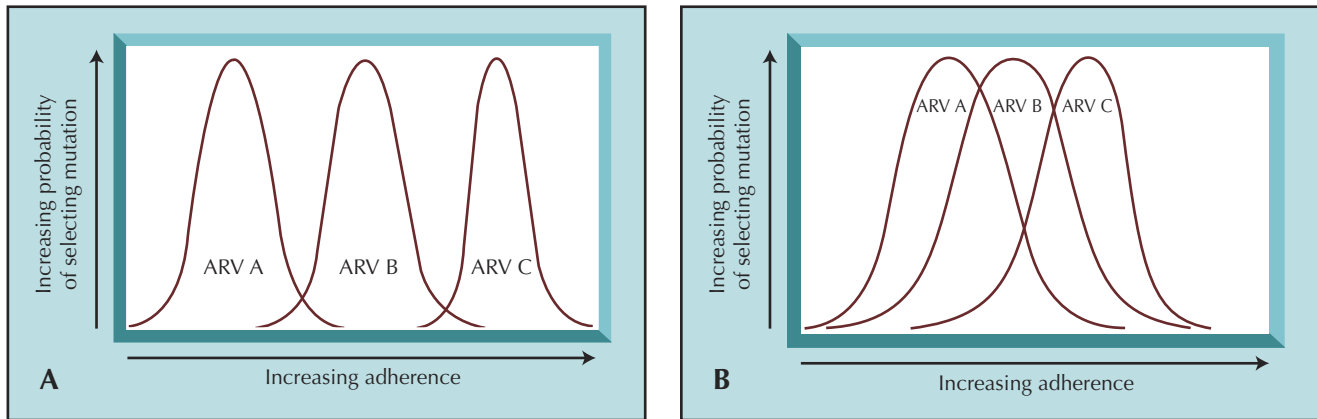 Increasing probability
of selecting mutation
ARV A
ARV B
ARV C
A
Increasing adherence
Increasing probability
of selecting mutation
ARV A
ARV B
ARV C
B
Increasing adherence